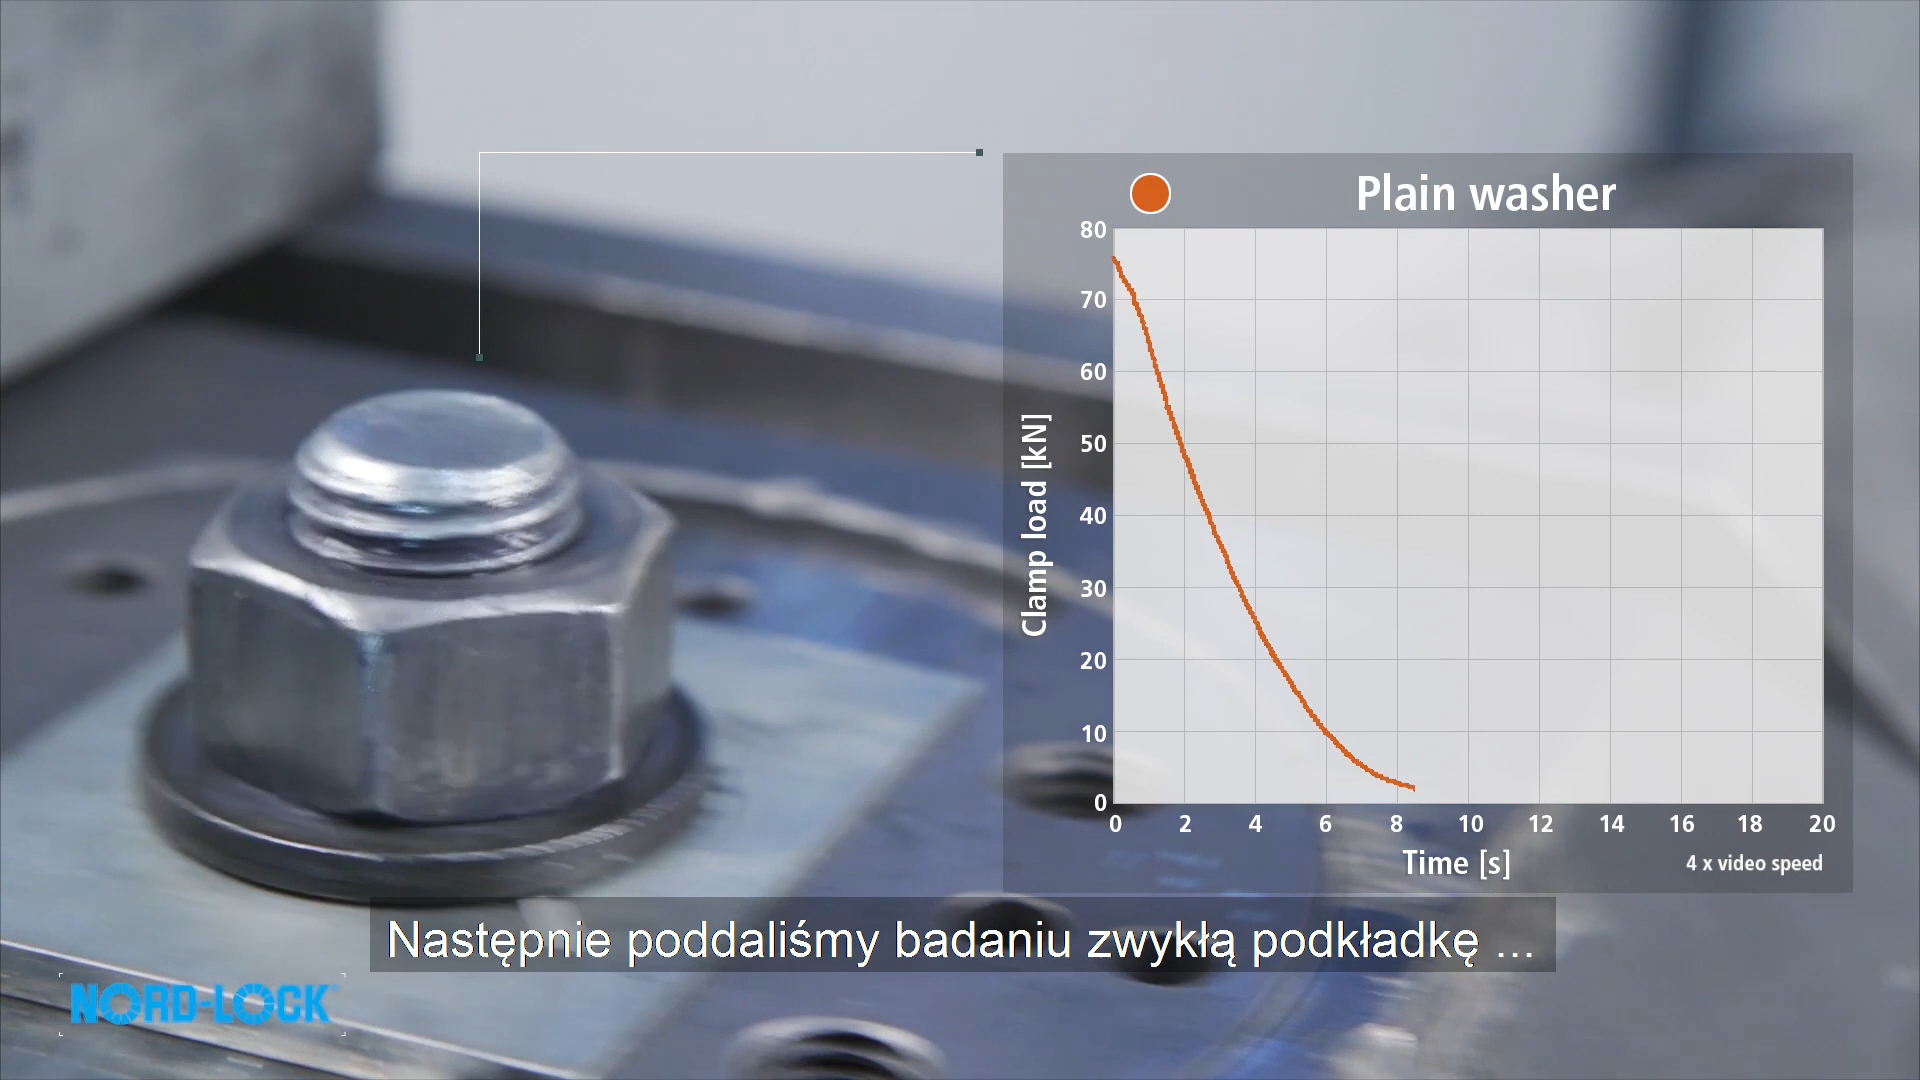 Plain washer
80
70
60
50
40
30
20
10
0
Clamp load [kN]
0 2 4 6 8 10 12 14 16 18 20
Time [s]
4 x video speed
Następnie poddaliśmy badaniu zwykłą podkładkę ...
NORD-LOCK